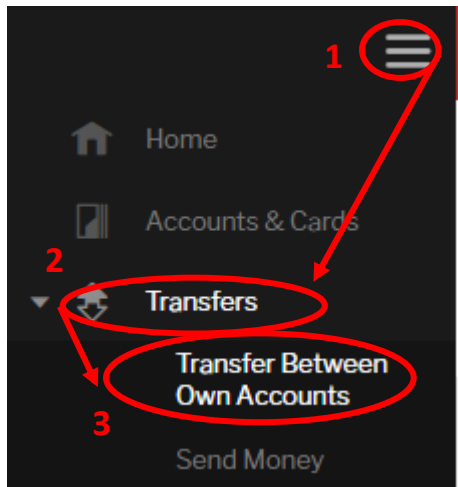 1
Home
Accounts & Cards
2
Transfers
Transfer Between
Own Accounts
3
Send Money